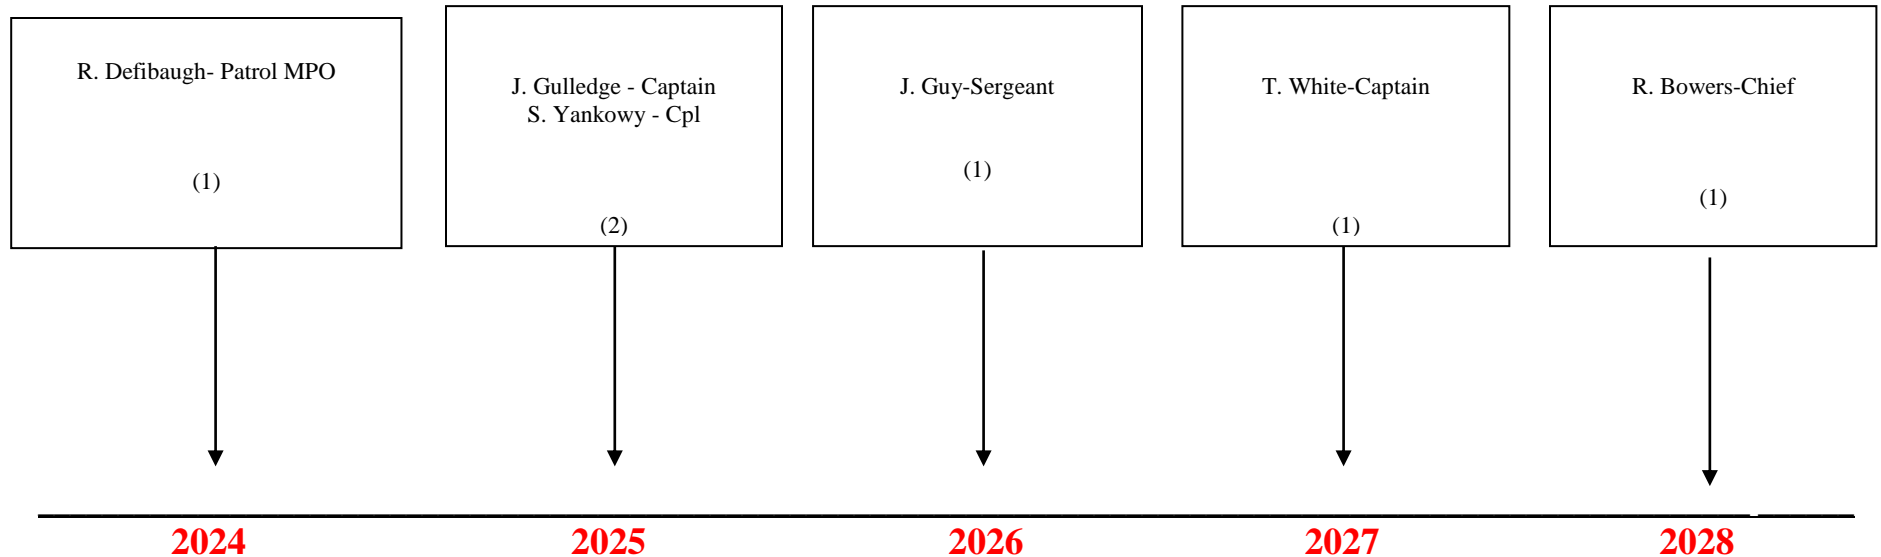 R. Defibaugh- Patrol MPO
(1)
J. Gulledge - Captain
S. Yankowy - Cpl
(2)
J. Guy-Sergeant
(1)
T. White-Captain
(1)
R. Bowers-Chief
(1)
2024
2025
2026
2027
2028